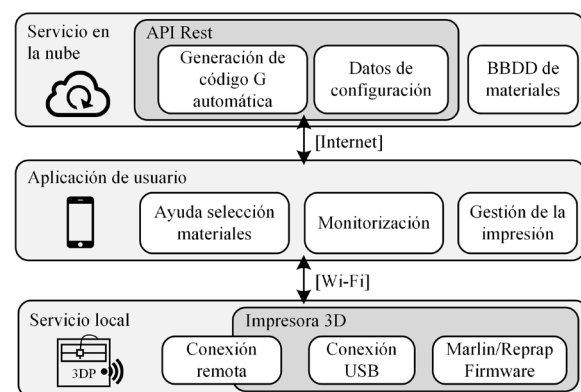 Servicio en
la nube
API Rest
Generación de
código G
automática
Datos de
configuración
BBDD de
materiales
[Internet]
Aplicación de usuario
Ayuda selección
materiales
Monitorización
Gestión de la
impresión
[Wi-Fi]
Servicio local
Impresora 3D
3DP
Conexión
remota
Conexión
USB
Marlin/Reprap
Firmware